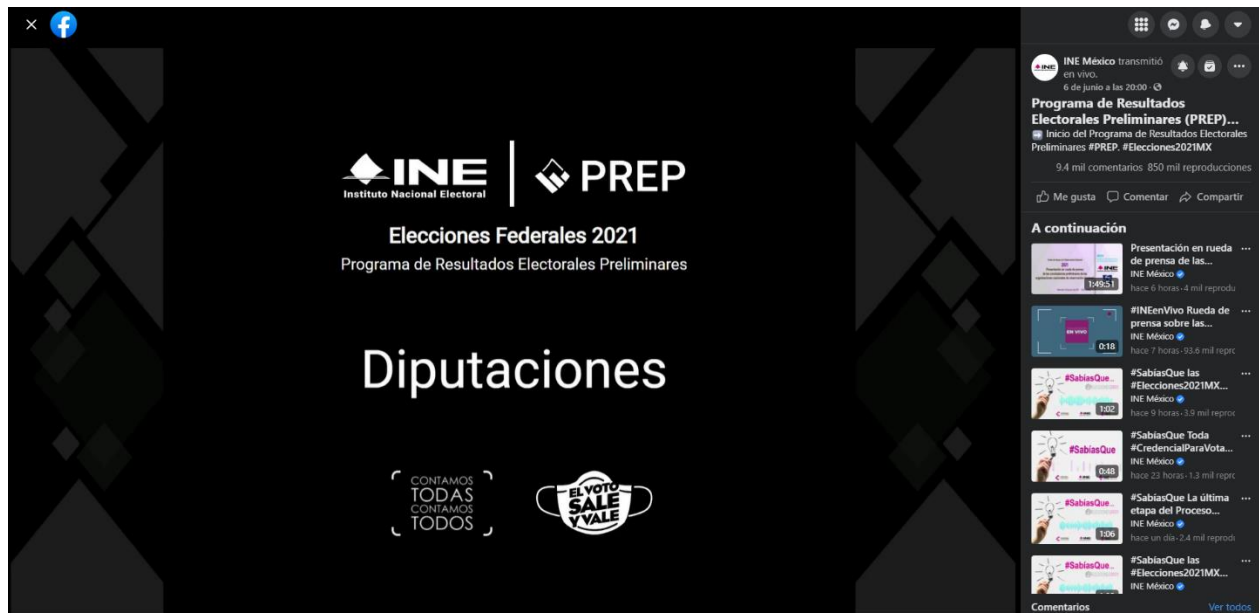 INE
Instituto Nacional Electoral
PREP
Elecciones Federales 2021
Programa de Resultados Electorales Preliminares
Diputaciones
CONTAMOS
TODAS
CONTAMOS
TODOS
EL VOTO
SALE
Y VALE
INE México transmitió
en vivo.
6 de junio a las 20:00 ·
Programa de Resultados
Electorales Preliminares (PREP)...
Inicio del Programa de Resultados Electorales
Preliminares #PREP. #Elecciones2021MX
9.4 mil comentarios 850 mil reproducciones
Me gusta Comentar Compartir
A continuación
1:49:51
Presentación en rueda
de prensa de las...
INE México
hace 6 horas · 4 mil reprodu
EN VIVO
0:18
#INEenVivo Rueda de
prensa sobre las...
INE México
hace 7 horas · 93.6 mil repro
#SabíasQue...
1:02
#SabíasQue las
#Elecciones2021MX...
INE México
hace 9 horas · 3.9 mil reproc
#SabíasQue
0:48
#SabíasQue Toda
#CredencialParaVota...
INE México
hace 23 horas · 1.3 mil repro
#SabíasQue...
1:06
#SabíasQue La última
etapa del Proceso...
INE México
hace un día · 2.4 mil reprodu
#SabíasQue...
#SabíasQue las
#Elecciones2021MX...
INE México
Comentarios Ver todos